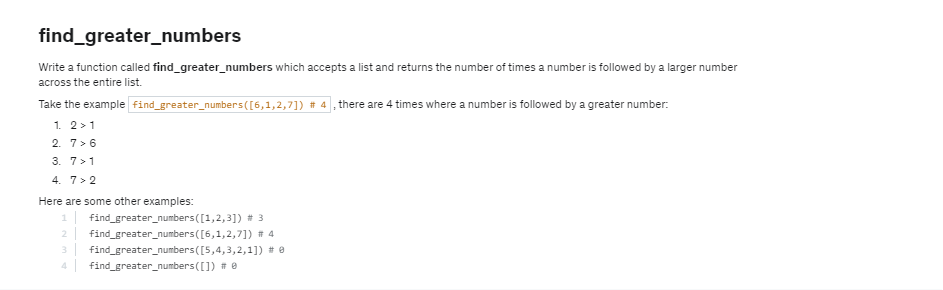 find_greater_numbers
Write a function called find_greater_numbers which accepts a list and returns the number of times a number is followed by a larger number
across the entire list.
Take the example find_greater_numbers([6,1,2,7]) # 4 , there are 4 times where a number is followed by a greater number:
1. 2 > 1
2. 7 > 6
3. 7 > 1
4. 7 > 2
Here are some other examples:
1 find_greater_numbers([1,2,3]) # 3
2 find_greater_numbers([6,1,2,7]) # 4
3 find_greater_numbers([5,4,3,2,1]) # 0
4 find_greater_numbers([]) # 0